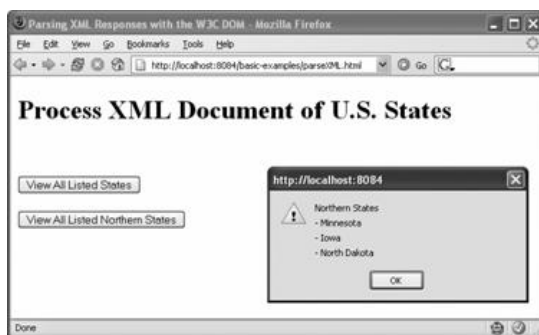 Parsing XML Responses with the W3C DOM - Mozilla Firefox
File Edit View Go Bookmarks Tools Help
http://localhost:8084/basic-examples/parseXML.html Go
Process XML Document of U.S. States
View All Listed States
View All Listed Northern States
http://localhost:8084
Northern States
- Minnesota
- Iowa
- North Dakota
OK
Done